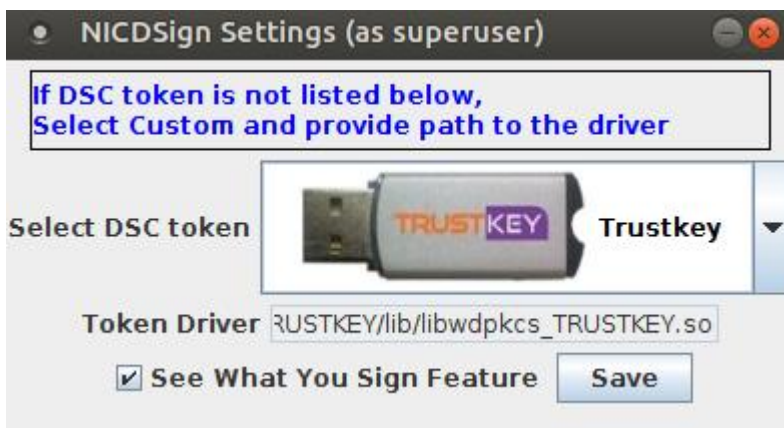 NICDSign Settings (as superuser)
If DSC token is not listed below,
Select Custom and provide path to the driver
Select DSC token
TRUSTKEY
Trustkey
Token Driver
RUSTKEY/lib/libwdpkcs_TRUSTKEY.so
See What You Sign Feature
Save